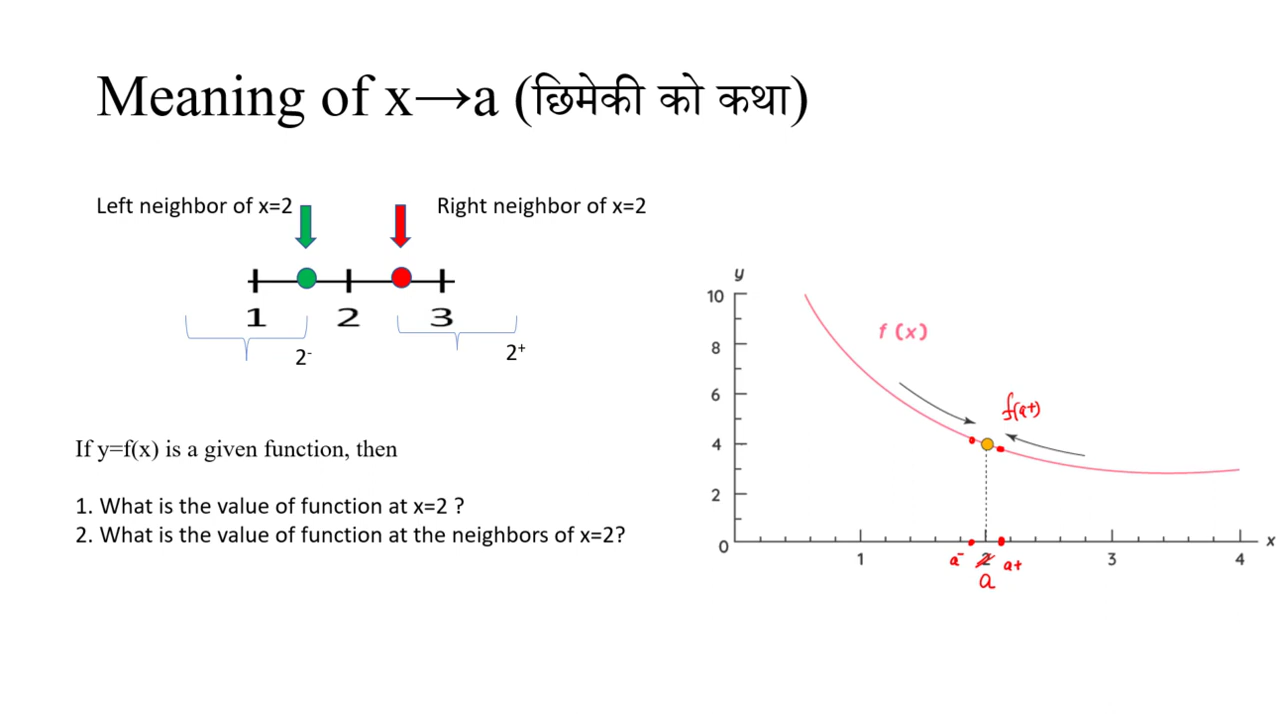 Meaning of x→a (छिमेकी को कथा)
Left neighbor of x=2
Right neighbor of x=2
1 2 3
2⁻ 2⁺
If y=f(x) is a given function, then
1. What is the value of function at x=2 ?
2. What is the value of function at the neighbors of x=2?
y
10
8
6
4
2
0
f (x)
f(a+)
1 2 3 4 x
a⁻ a+
a